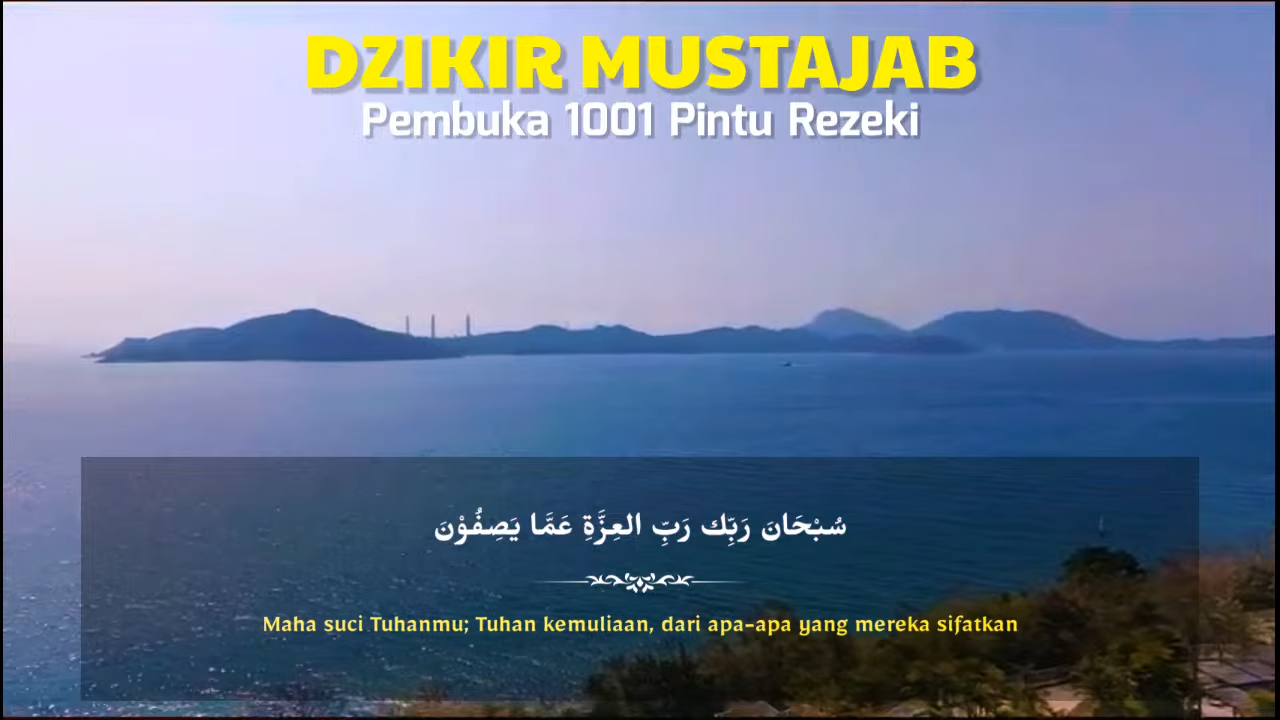 DZIKIR MUSTAJAB
Pembuka 1001 Pintu Rezeki
سُبْحَانَ رَبِّك رَبِّ العِزَّةِ عَمَّا يَصِفُوْنَ
Maha suci Tuhanmu; Tuhan kemuliaan, dari apa-apa yang mereka sifatkan